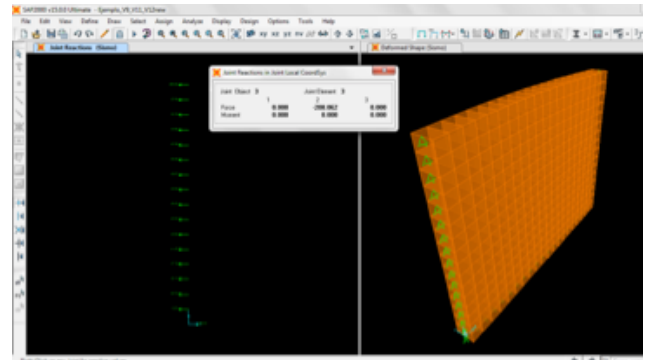 SAP2000 v15.0.0 Ultimate - Ejemplo_V8_V11_V12new
File Edit View Define Draw Select Assign Analyze Display Design Options Tools Help
Joint Reactions (Sismo)
Deformed Shape (Sismo)
Joint Reactions in Joint Local CoordSys
Joint Object 3 Joint Element 3
1 2 3
Force 0.000 -208.062 0.000
Moment 0.000 0.000 0.000